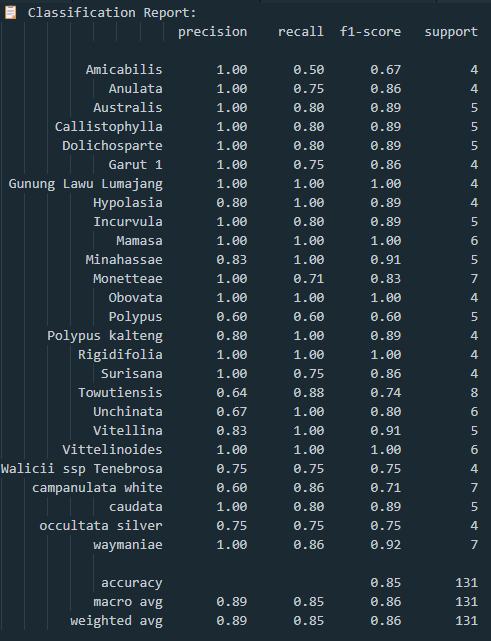 📋 Classification Report:
precision recall f1-score support
Amicabilis 1.00 0.50 0.67 4
Anulata 1.00 0.75 0.86 4
Australis 1.00 0.80 0.89 5
Callistophylla 1.00 0.80 0.89 5
Dolichosparte 1.00 0.80 0.89 5
Garut 1 1.00 0.75 0.86 4
Gunung Lawu Lumajang 1.00 1.00 1.00 4
Hypolasia 0.80 1.00 0.89 4
Incurvula 1.00 0.80 0.89 5
Mamasa 1.00 1.00 1.00 6
Minahassae 0.83 1.00 0.91 5
Monetteae 1.00 0.71 0.83 7
Obovata 1.00 1.00 1.00 4
Polypus 0.60 0.60 0.60 5
Polypus kalteng 0.80 1.00 0.89 4
Rigidifolia 1.00 1.00 1.00 4
Surisana 1.00 0.75 0.86 4
Towutiensis 0.64 0.88 0.74 8
Unchinata 0.67 1.00 0.80 6
Vitellina 0.83 1.00 0.91 5
Vittelinoides 1.00 1.00 1.00 6
Walicii ssp Tenebrosa 0.75 0.75 0.75 4
campanulata white 0.60 0.86 0.71 7
caudata 1.00 0.80 0.89 5
occultata silver 0.75 0.75 0.75 4
waymaniae 1.00 0.86 0.92 7
accuracy 0.85 131
macro avg 0.89 0.85 0.86 131
weighted avg 0.89 0.85 0.86 131